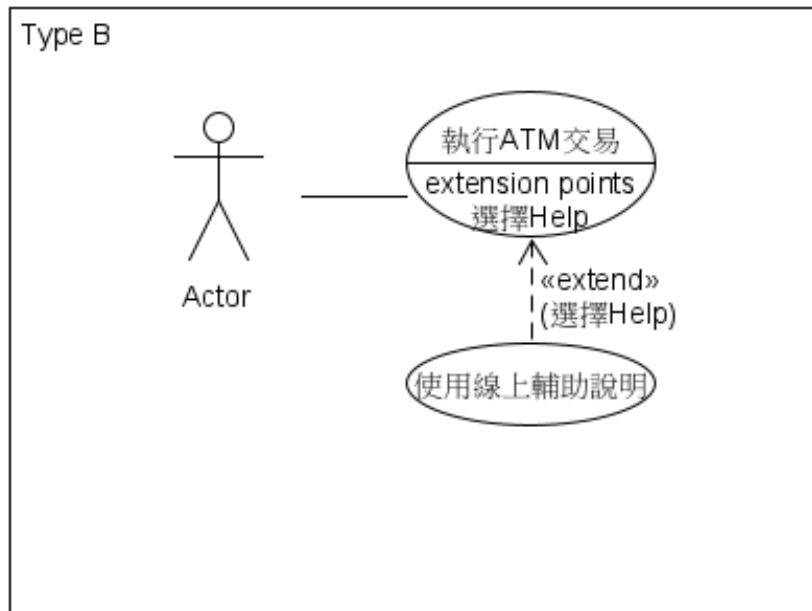 Type B
執行ATM交易
extension points
選擇Help
Actor
«extend»
(選擇Help)
使用線上輔助說明